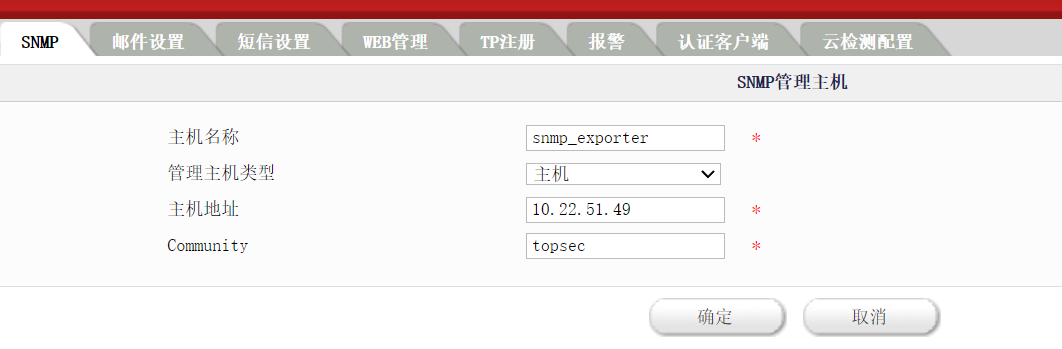 SNMP 邮件设置 短信设置 WEB管理 TP注册 报警 认证客户端 云检测配置
SNMP管理主机
主机名称 snmp_exporter *
管理主机类型 主机
主机地址 10.22.51.49 *
Community topsec *
确定 取消